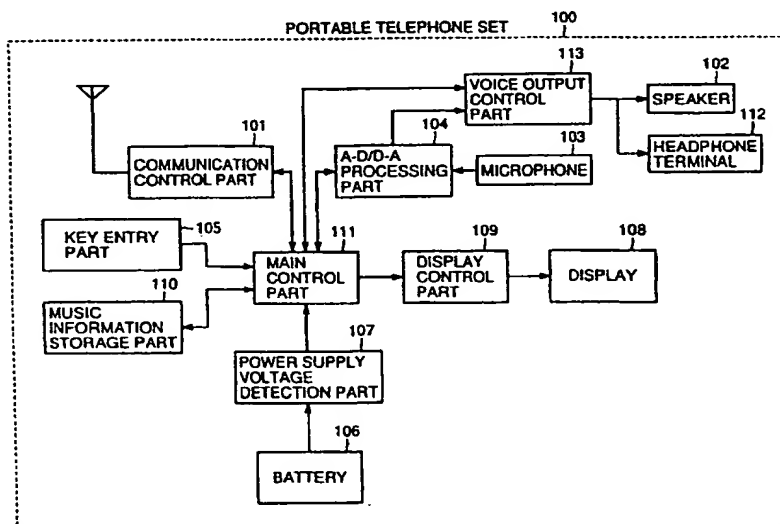 PORTABLE TELEPHONE SET
100
113
VOICE OUTPUT
CONTROL
PART
102
SPEAKER
112
HEADPHONE
TERMINAL
101
COMMUNICATION
CONTROL PART
104
A-D/D-A
PROCESSING
PART
103
MICROPHONE
105
KEY ENTRY
PART
111
MAIN
CONTROL
PART
109
DISPLAY
CONTROL
PART
108
DISPLAY
110
MUSIC
INFORMATION
STORAGE PART
107
POWER SUPPLY
VOLTAGE
DETECTION PART
106
BATTERY